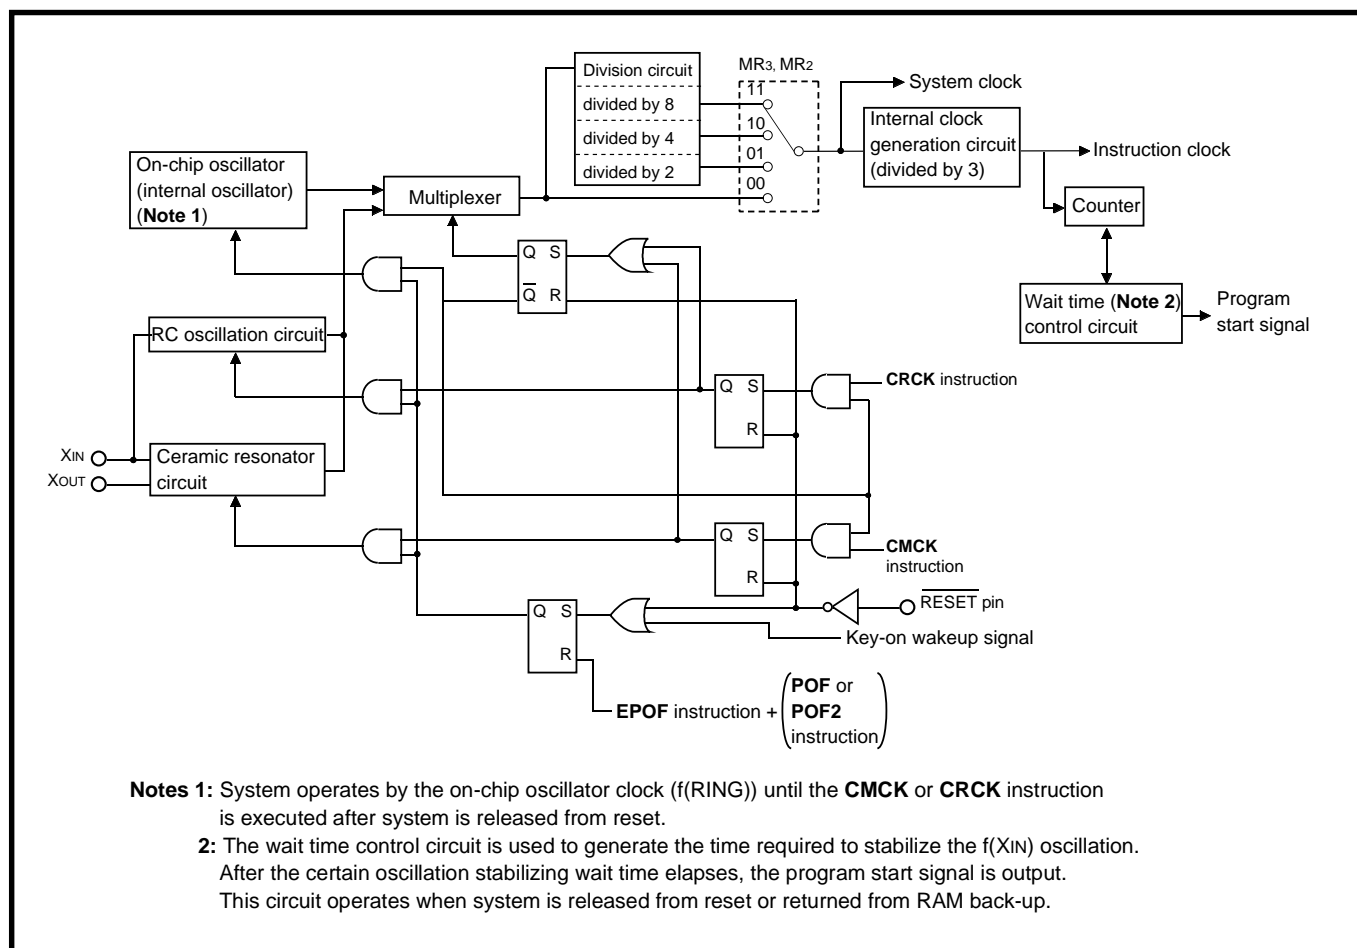 Division circuit
divided by 8
divided by 4
divided by 2
MR3, MR2
11
10
01
00
System clock
Internal clock
generation circuit
(divided by 3)
Instruction clock
Counter
Wait time (Note 2)
control circuit
Program
start signal
On-chip oscillator
(internal oscillator)
(Note 1)
Multiplexer
Q S
Q R
RC oscillation circuit
XIN
XOUT
Ceramic resonator
circuit
Q S
R
CRCK instruction
Q S
R
CMCK
instruction
Q S
R
RESET pin
Key-on wakeup signal
EPOF instruction +
POF or
POF2
instruction
Notes 1: System operates by the on-chip oscillator clock (f(RING)) until the CMCK or CRCK instruction
is executed after system is released from reset.
2: The wait time control circuit is used to generate the time required to stabilize the f(XIN) oscillation.
After the certain oscillation stabilizing wait time elapses, the program start signal is output.
This circuit operates when system is released from reset or returned from RAM back-up.